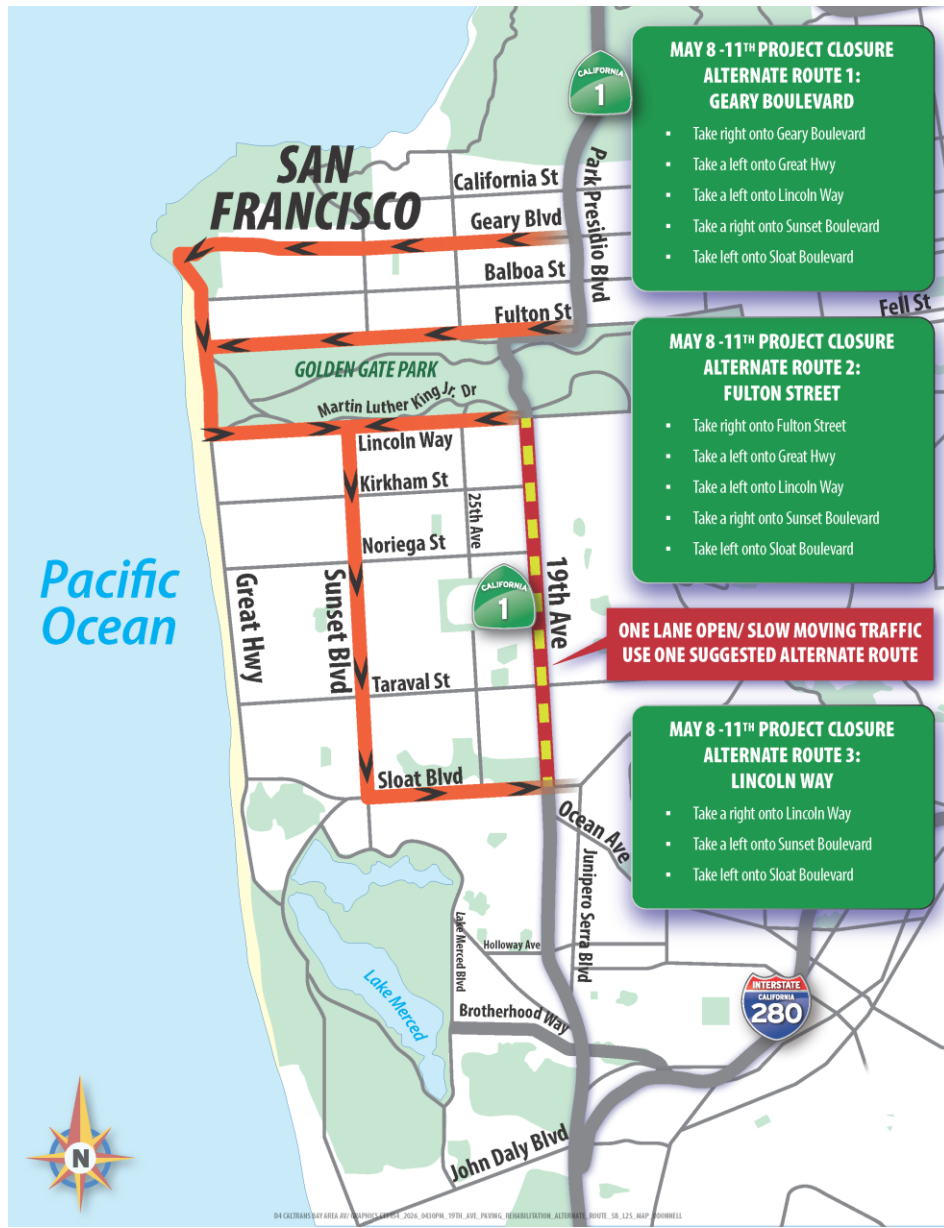 MAY 8 -11TH PROJECT CLOSURE
ALTERNATE ROUTE 1:
GEARY BOULEVARD
▪ Take right onto Geary Boulevard
▪ Take a left onto Great Hwy
▪ Take a left onto Lincoln Way
▪ Take a right onto Sunset Boulevard
▪ Take left onto Sloat Boulevard
CALIFORNIA
1
Park Presidio Blvd
SAN
FRANCISCO
California St
Geary Blvd
Balboa St
Fulton St
Fell St
MAY 8 -11TH PROJECT CLOSURE
ALTERNATE ROUTE 2:
FULTON STREET
▪ Take right onto Fulton Street
▪ Take a left onto Great Hwy
▪ Take a left onto Lincoln Way
▪ Take a right onto Sunset Boulevard
▪ Take left onto Sloat Boulevard
GOLDEN GATE PARK
Martin Luther King Jr. Dr
Lincoln Way
Kirkham St
25th Ave
Noriega St
Pacific
Ocean
Great Hwy
Sunset Blvd
CALIFORNIA
1
19th Ave
ONE LANE OPEN/ SLOW MOVING TRAFFIC
USE ONE SUGGESTED ALTERNATE ROUTE
Taraval St
MAY 8 -11TH PROJECT CLOSURE
ALTERNATE ROUTE 3:
LINCOLN WAY
▪ Take a right onto Lincoln Way
▪ Take a left onto Sunset Boulevard
▪ Take left onto Sloat Boulevard
Sloat Blvd
Ocean Ave
Junipero Serra Blvd
Lake Merced Blvd
Holloway Ave
Lake Merced
Brotherhood Way
INTERSTATE
CALIFORNIA
280
John Daly Blvd
N
D4 CALTRANS BAY AREA AV/ GRAPHICS